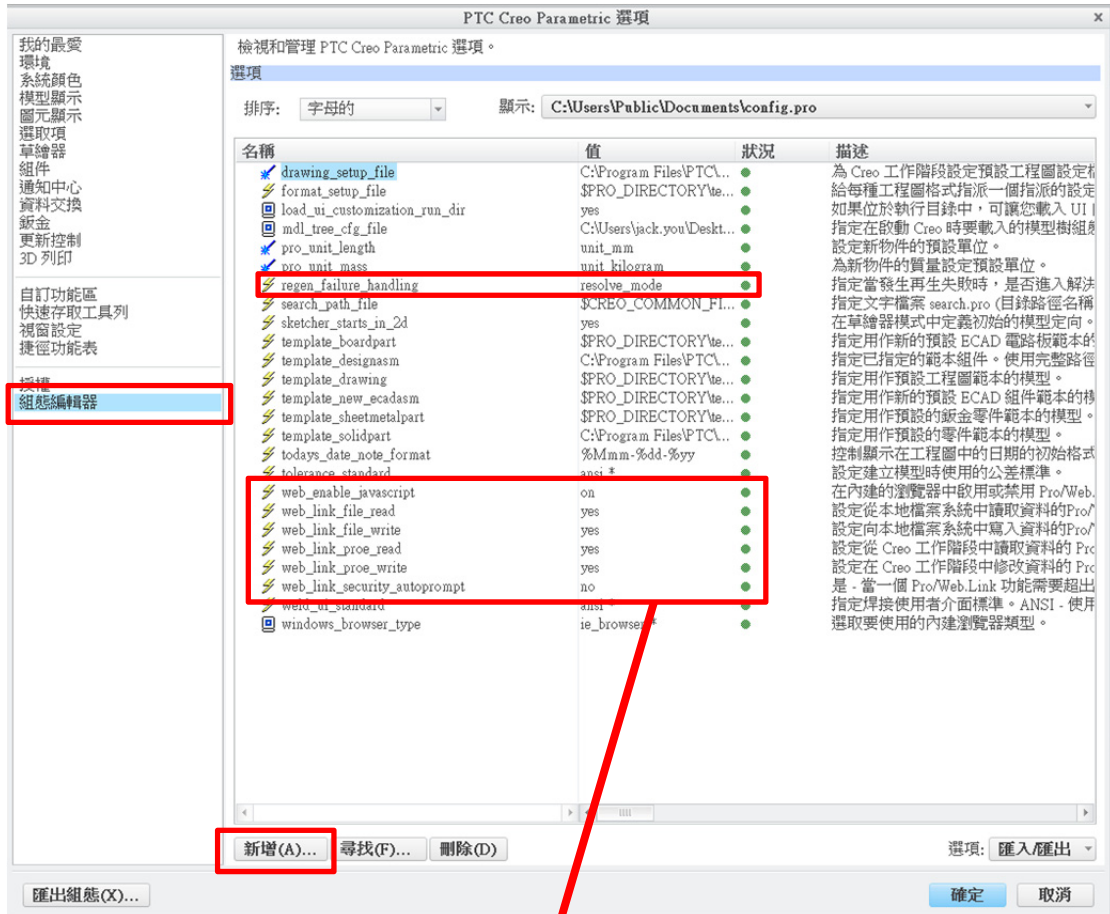 PTC Creo Parametric 選項
x
我的最愛
環境
系統顏色
模型顯示
圖元顯示
選取項
草繪器
組件
通知中心
資料交換
鈑金
更新控制
3D 列印
自訂功能區
快速存取工具列
視窗設定
捷徑功能表
授權
組態編輯器
檢視和管理 PTC Creo Parametric 選項。
選項
排序: 字母的 顯示: C:\Users\Public\Documents\config.pro
名稱 值 狀況 描述
drawing_setup_file C:\Program Files\PTC\... 為 Creo 工作階段設定預設工程圖設定檔
format_setup_file $PRO_DIRECTORY\te... 給每種工程圖格式指派一個指派的設定
load_ui_customization_run_dir yes 如果位於執行目錄中，可讓您載入 UI
mdl_tree_cfg_file C:\Users\jack.you\Deskt... 指定在啟動 Creo 時要載入的模型樹組態
pro_unit_length unit_mm 設定新物件的預設單位。
pro_unit_mass unit_kilogram 為新物件的質量設定預設單位。
regen_failure_handling resolve_mode 指定當發生再生失敗時，是否進入解決
search_path_file $CREO_COMMON_FI... 指定文字檔案 search.pro (目錄路徑名稱
sketcher_starts_in_2d yes 在草繪器模式中定義初始的模型定向。
template_boardpart $PRO_DIRECTORY\te... 指定用作新的預設 ECAD 電路板範本的
template_designasm C:\Program Files\PTC\... 指定已指定的範本組件。使用完整路徑
template_drawing $PRO_DIRECTORY\te... 指定用作預設工程圖範本的模型。
template_new_ecadasm $PRO_DIRECTORY\te... 指定用作新的預設 ECAD 組件範本的模
template_sheetmetalpart $PRO_DIRECTORY\te... 指定用作預設的鈑金零件範本的模型。
template_solidpart C:\Program Files\PTC\... 指定用作預設的零件範本的模型。
todays_date_note_format %Mmm-%dd-%yy 控制顯示在工程圖中的日期的初始格式
tolerance_standard ansi * 設定建立模型時使用的公差標準。
web_enable_javascript on 在內建的瀏覽器中啟用或禁用 Pro/Web.
web_link_file_read yes 設定從本地檔案系統中讀取資料的Pro/
web_link_file_write yes 設定向本地檔案系統中寫入資料的Pro/
web_link_proe_read yes 設定從 Creo 工作階段中讀取資料的 Pro
web_link_proe_write yes 設定在 Creo 工作階段中修改資料的 Pro
web_link_security_autoprompt no 是 - 當一個 Pro/Web.Link 功能需要超出
weld_ui_standard ansi * 指定焊接使用者介面標準。ANSI - 使用
windows_browser_type ie_browser * 選取要使用的內建瀏覽器類型。
新增(A)... 尋找(F)... 刪除(D) 選項: 匯入/匯出
匯出組態(X)... 確定 取消